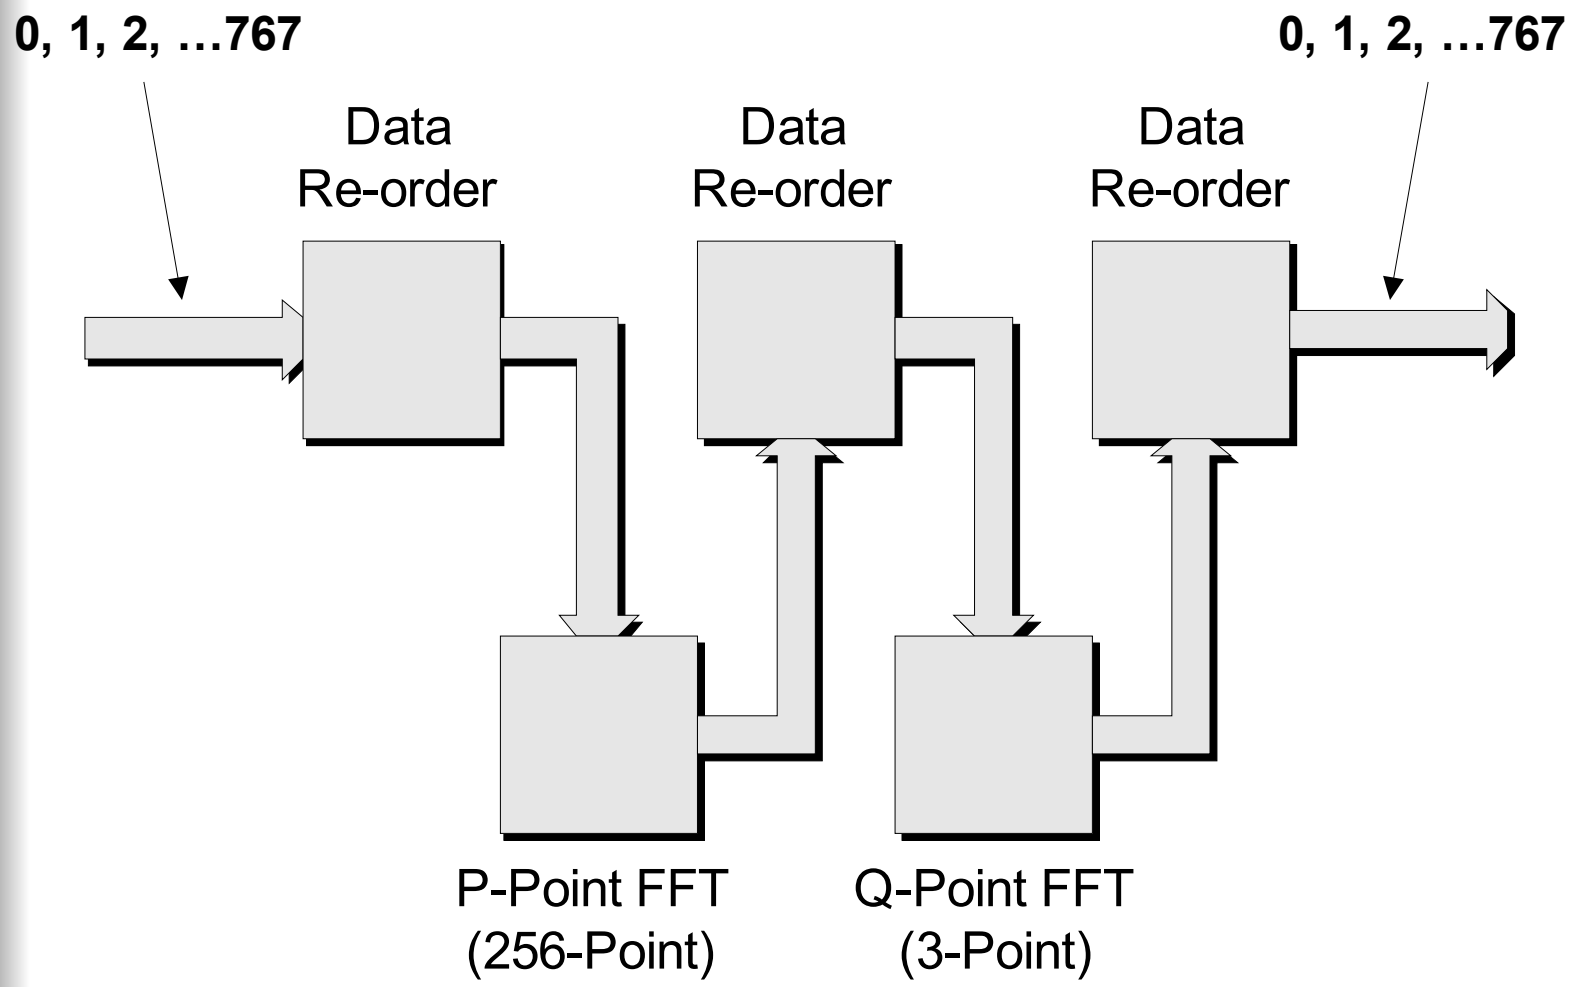 0, 1, 2, …767
0, 1, 2, …767
Data
Re-order
Data
Re-order
Data
Re-order
P-Point FFT
(256-Point)
Q-Point FFT
(3-Point)